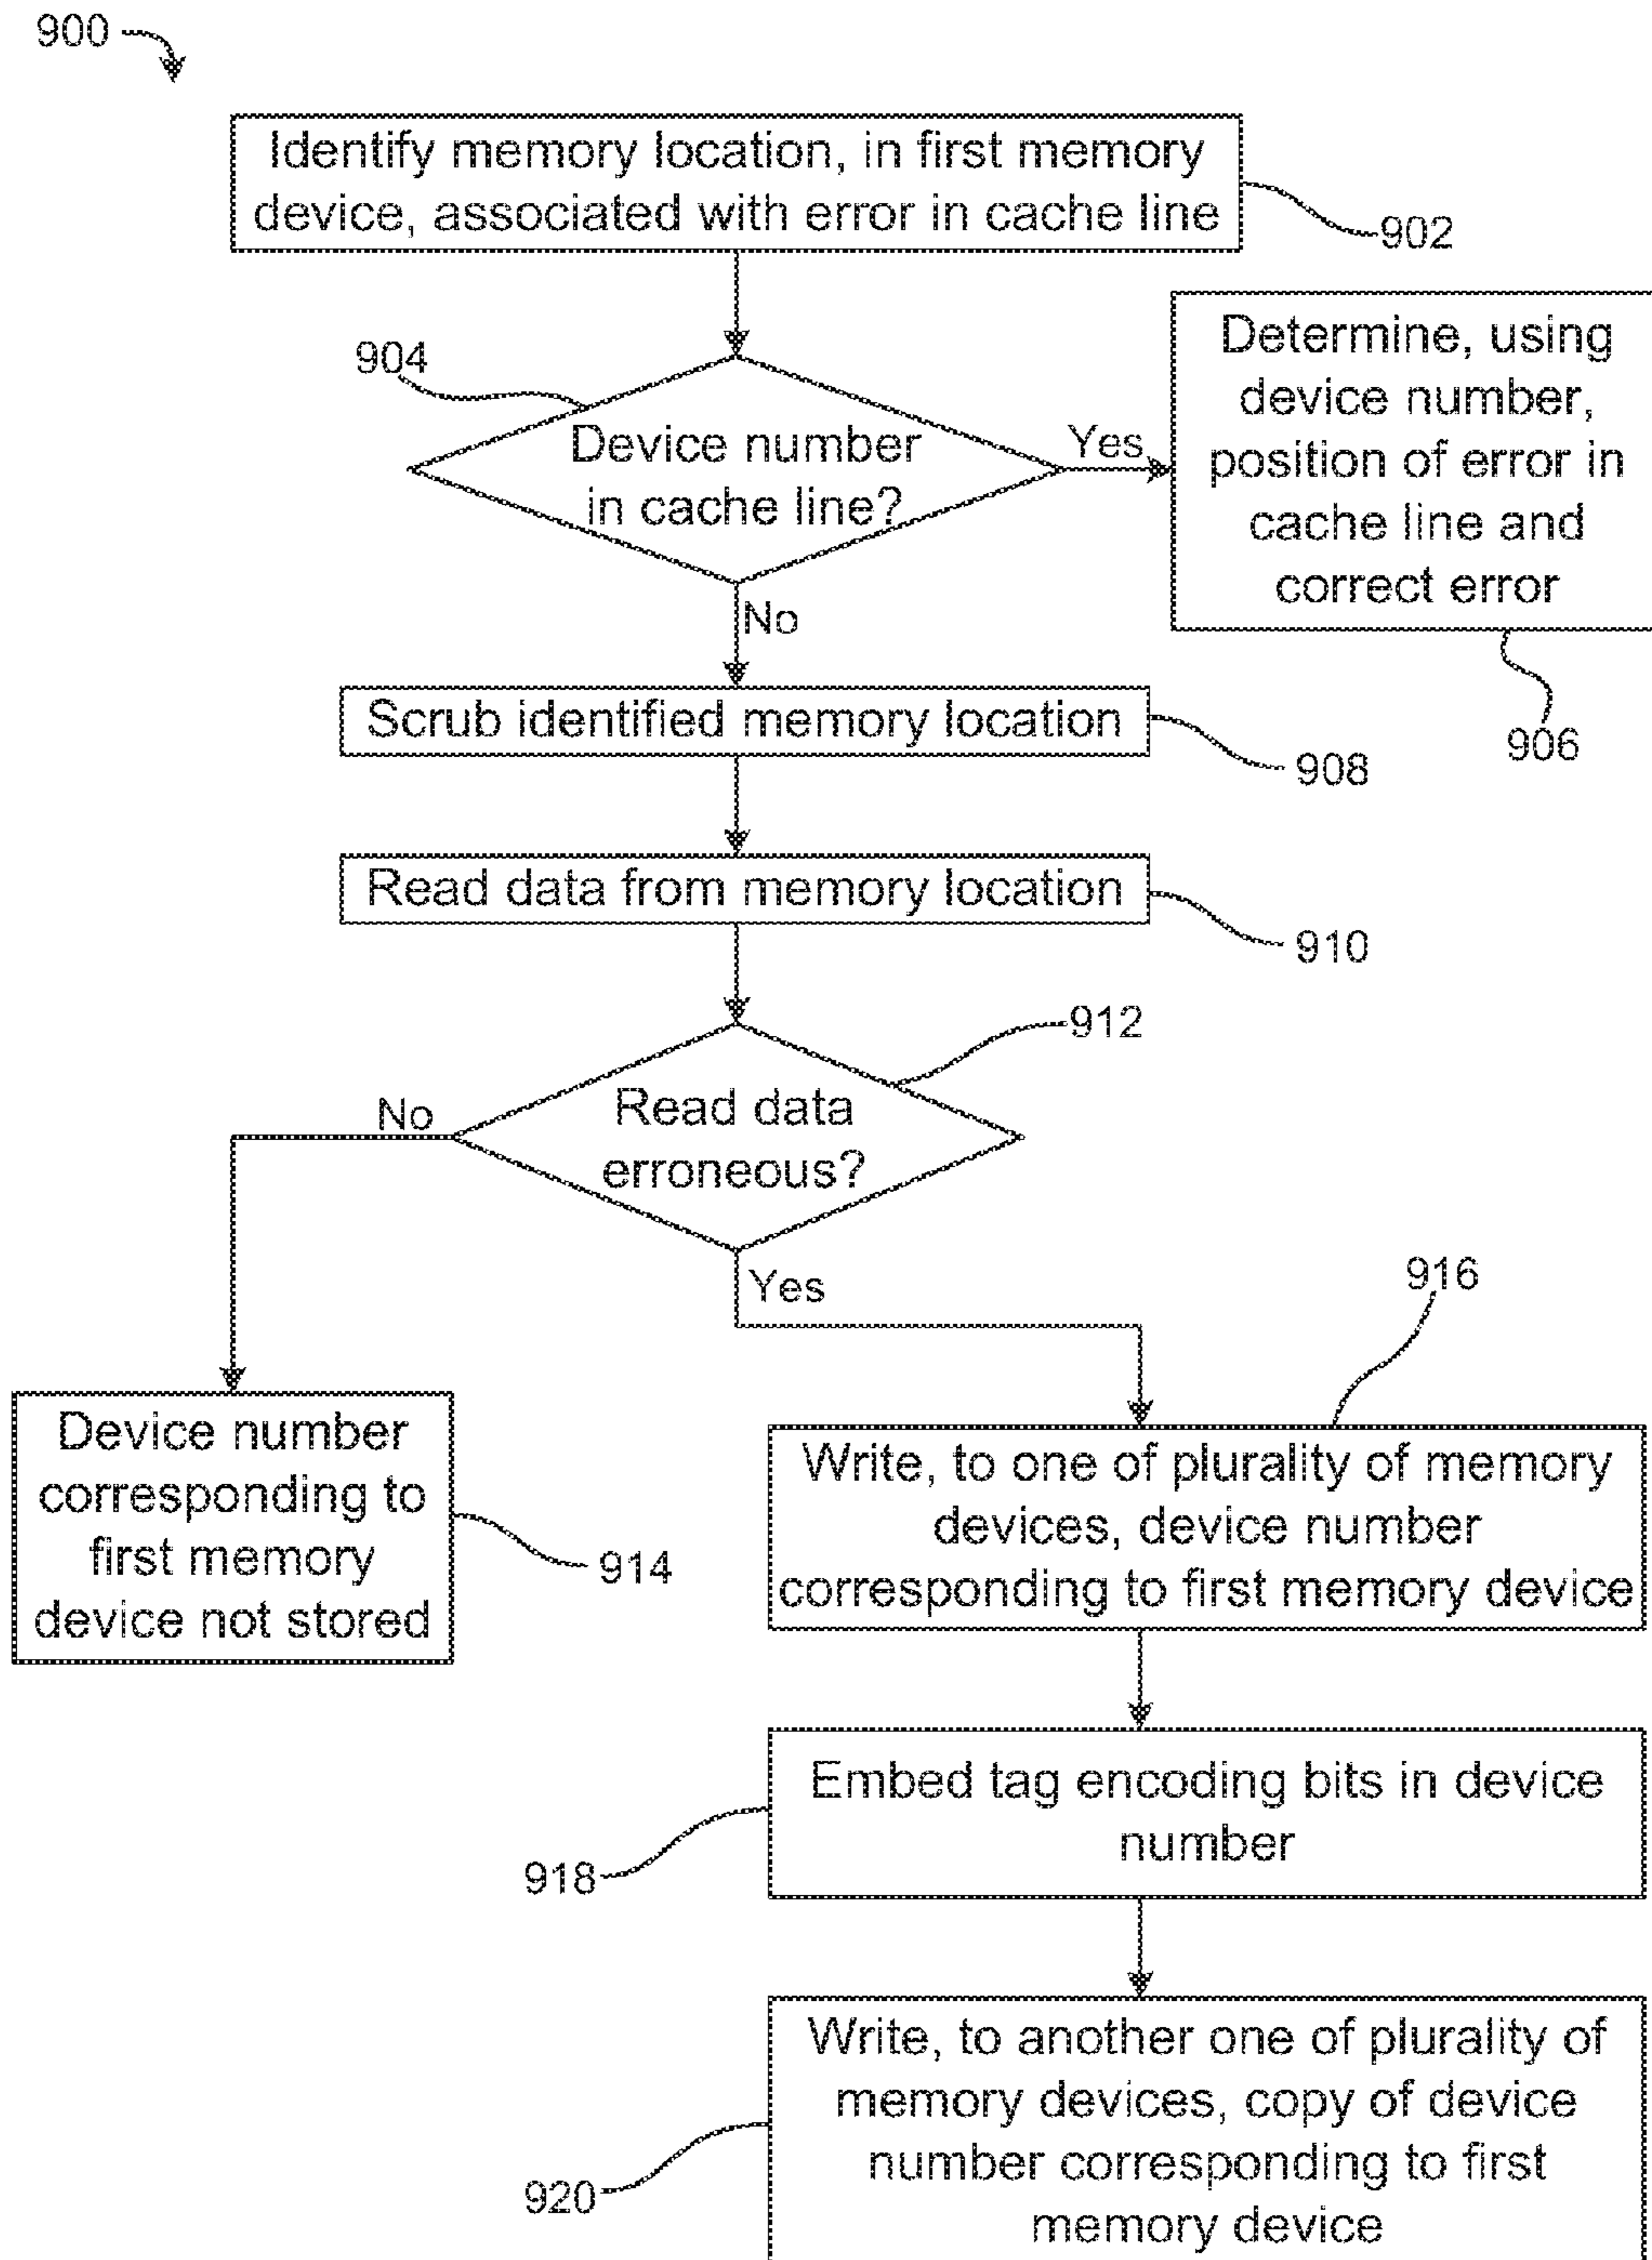 900
Identify memory location, in first memory
device, associated with error in cache line
902
904
Device number
in cache line?
Yes
Determine, using
device number,
position of error in
cache line and
correct error
906
No
Scrub identified memory location
908
Read data from memory location
910
912
Read data
erroneous?
No
Yes
Device number
corresponding to
first memory
device not stored
914
916
Write, to one of plurality of memory
devices, device number
corresponding to first memory device
Embed tag encoding bits in device
number
918
Write, to another one of plurality of
memory devices, copy of device
number corresponding to first
memory device
920